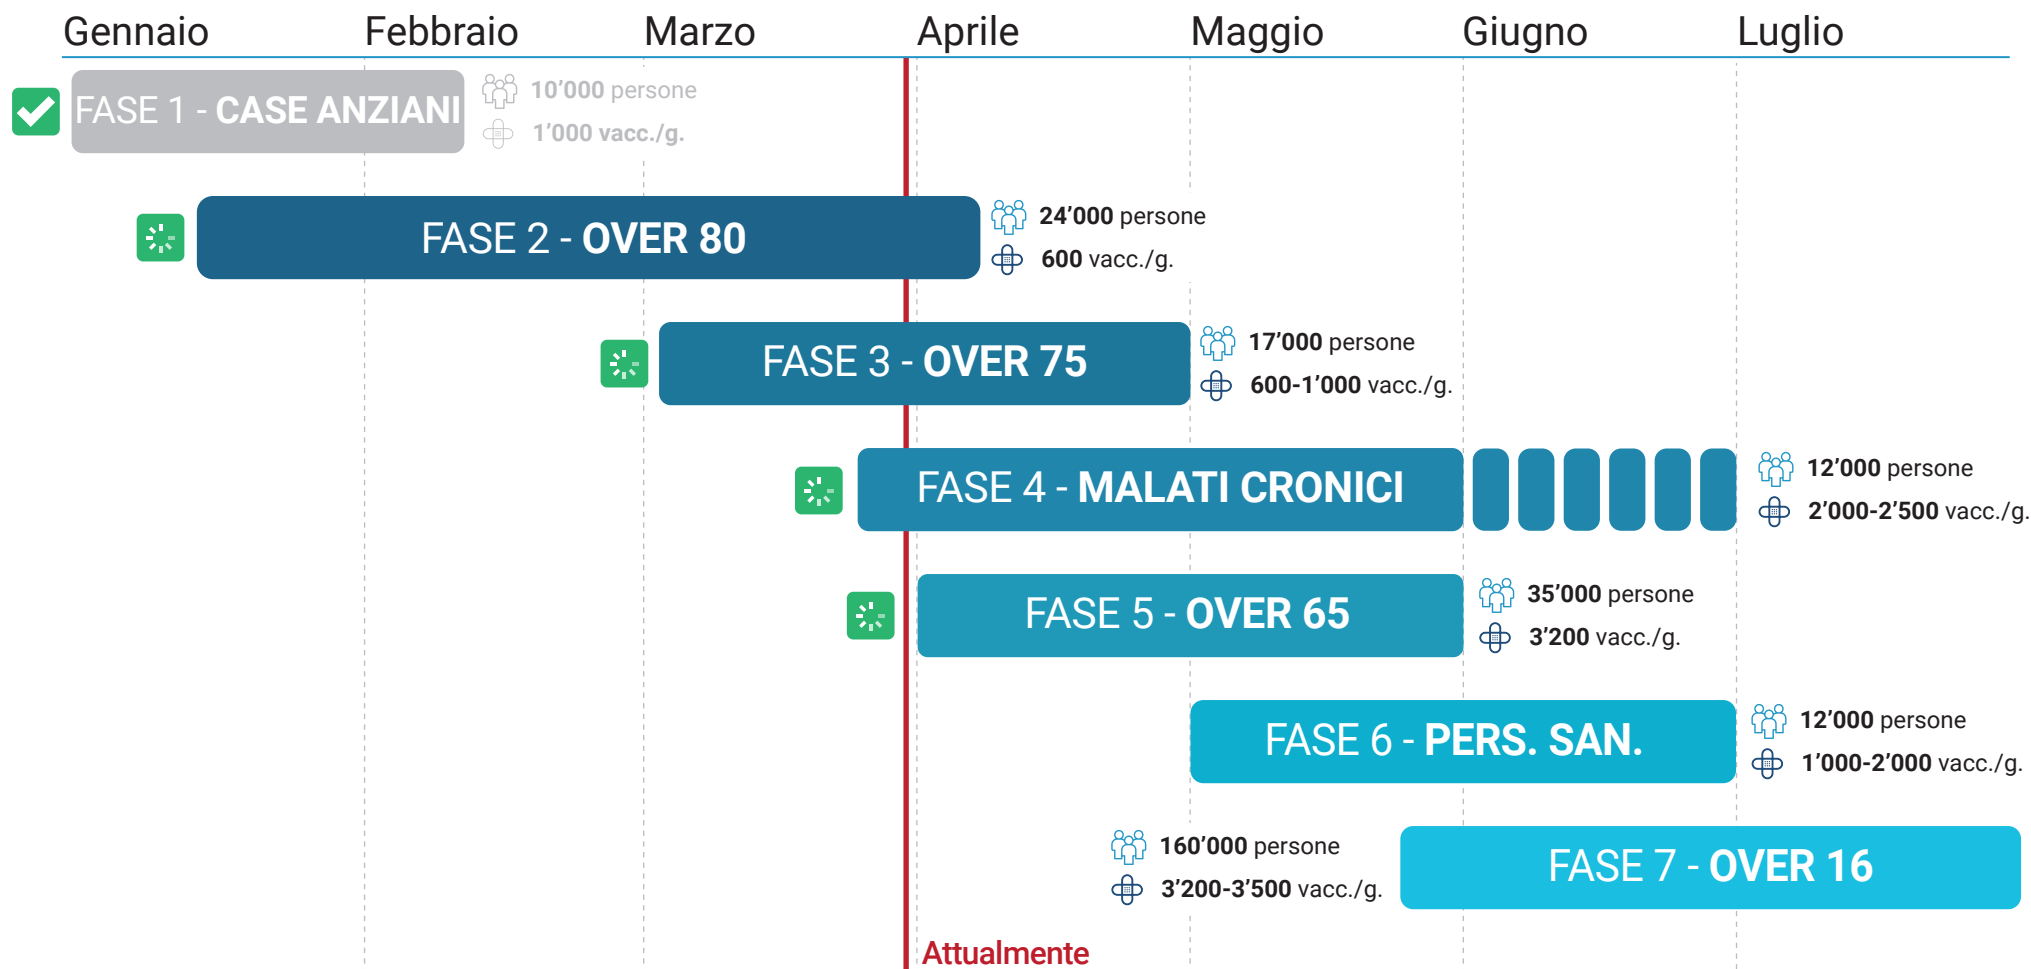 Gennaio Febbraio Marzo Aprile Maggio Giugno Luglio
FASE 1 - CASE ANZIANI
10’000 persone
1’000 vacc./g.
FASE 2 - OVER 80
24’000 persone
600 vacc./g.
FASE 3 - OVER 75
17’000 persone
600-1’000 vacc./g.
FASE 4 - MALATI CRONICI
12’000 persone
2’000-2’500 vacc./g.
FASE 5 - OVER 65
35’000 persone
3’200 vacc./g.
FASE 6 - PERS. SAN.
12’000 persone
1’000-2’000 vacc./g.
160’000 persone
3’200-3’500 vacc./g.
FASE 7 - OVER 16
Attualmente